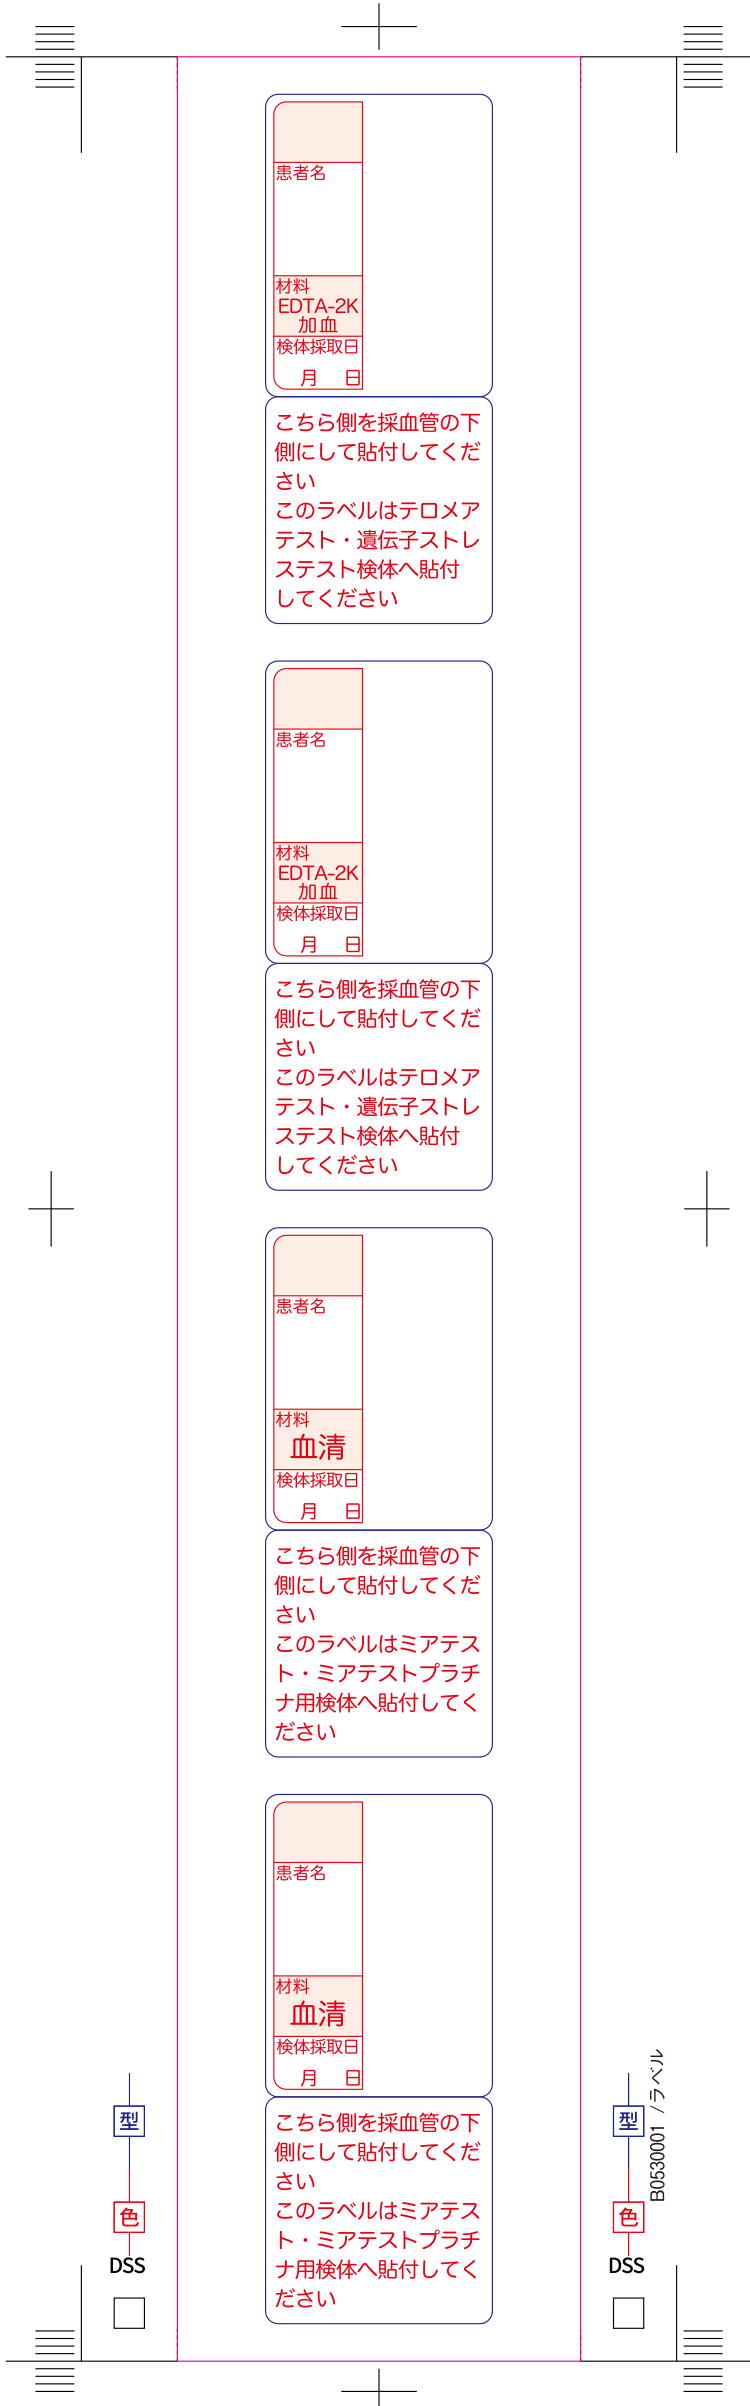 患者名
材料
EDTA-2K
加血
検体採取日
月 日
こちら側を採血管の下
側にして貼付してくだ
さい
このラベルはテロメア
テスト・遺伝子ストレ
ステスト検体へ貼付
してください
患者名
材料
EDTA-2K
加血
検体採取日
月 日
こちら側を採血管の下
側にして貼付してくだ
さい
このラベルはテロメア
テスト・遺伝子ストレ
ステスト検体へ貼付
してください
患者名
材料
血清
検体採取日
月 日
こちら側を採血管の下
側にして貼付してくだ
さい
このラベルはミアテス
ト・ミアテストプラチ
ナ用検体へ貼付してく
ださい
患者名
材料
血清
検体採取日
月 日
こちら側を採血管の下
側にして貼付してくだ
さい
このラベルはミアテス
ト・ミアテストプラチ
ナ用検体へ貼付してく
ださい
型
色
DSS
型
色
DSS
B0530001 /ラベル